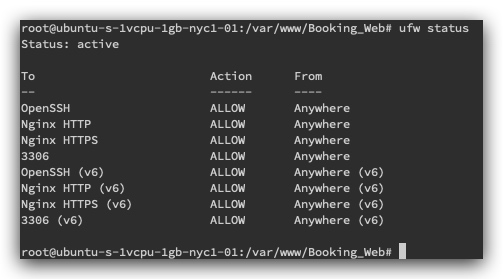 root@ubuntu-s-1vcpu-1gb-nyc1-01:/var/www/Booking_Web# ufw status
Status: active
To Action From
-- ------ ----
OpenSSH ALLOW Anywhere
Nginx HTTP ALLOW Anywhere
Nginx HTTPS ALLOW Anywhere
3306 ALLOW Anywhere
OpenSSH (v6) ALLOW Anywhere (v6)
Nginx HTTP (v6) ALLOW Anywhere (v6)
Nginx HTTPS (v6) ALLOW Anywhere (v6)
3306 (v6) ALLOW Anywhere (v6)
root@ubuntu-s-1vcpu-1gb-nyc1-01:/var/www/Booking_Web#